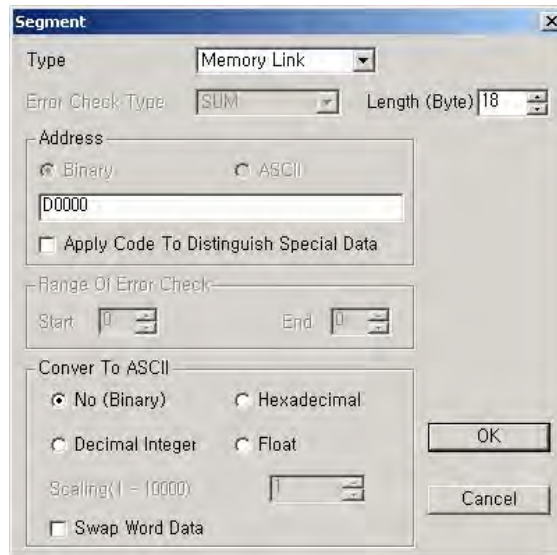 Segment
Type Memory Link
Error Check Type SUM Length (Byte) 18
Address
Binary ASCII
D0000
Apply Code To Distinguish Special Data
Range Of Error Check
Start 0 End 0
Conver To ASCII
No (Binary) Hexadecimal
Decimal Integer Float
OK
Scaling(1 - 10000) 1
Cancel
Swap Word Data